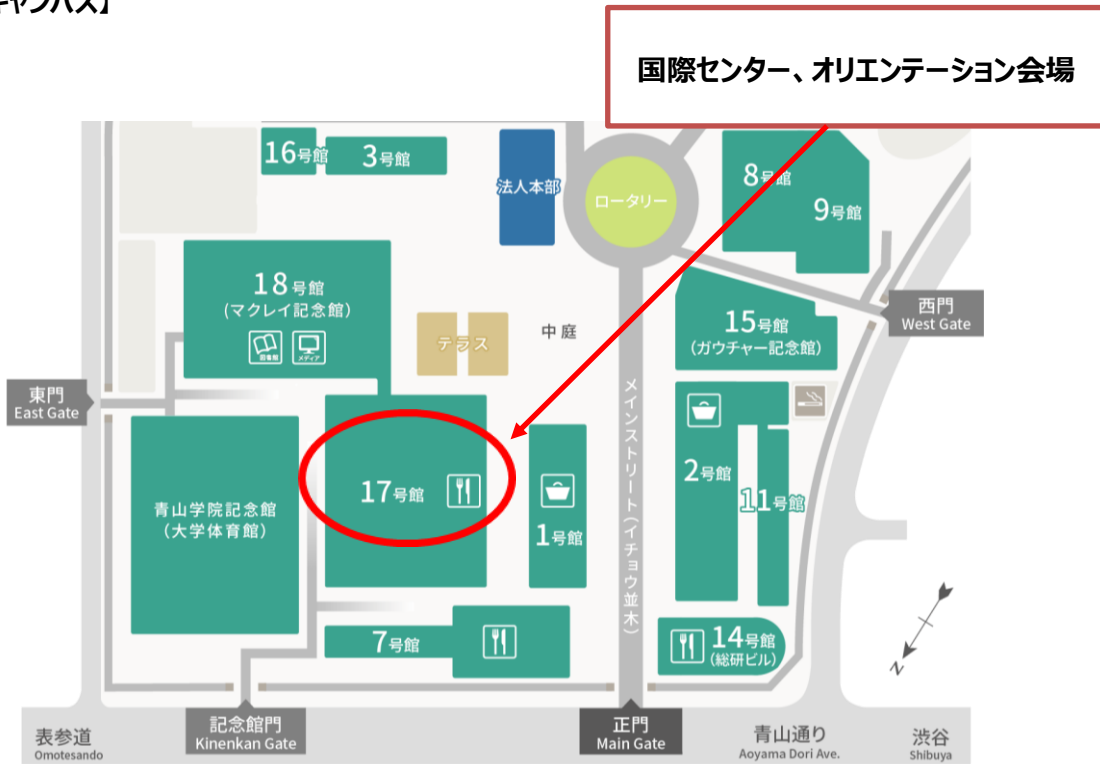 キャンパス】
国際センター、オリエンテーション会場
16号館
3号館
法人本部
ロータリー
8号館
9号館
18号館
(マクレイ記念館)
図書館
メディア
テラス
中庭
15号館
(ガウチャー記念館)
西門
West Gate
東門
East Gate
メインストリート(イチョウ並木)
青山学院記念館
(大学体育館)
17号館
1号館
2号館
11号館
7号館
14号館
(総研ビル)
N
表参道
Omotesando
記念館門
Kinenkan Gate
正門
Main Gate
青山通り
Aoyama Dori Ave.
渋谷
Shibuya